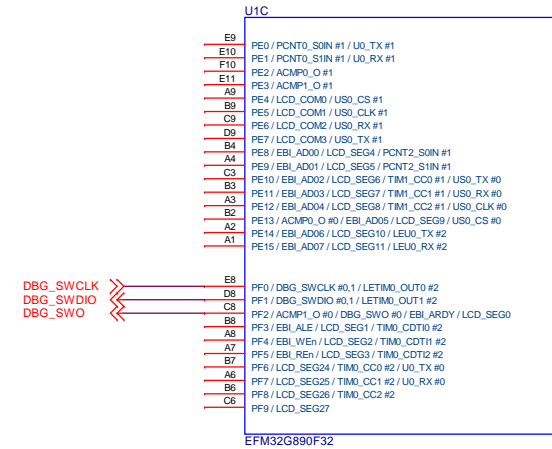 U1C
E9 PE0 / PCNT0_S0IN #1 / U0_TX #1
E10 PE1 / PCNT0_S1IN #1 / U0_RX #1
F10 PE2 / ACMP0_O #1
E11 PE3 / ACMP1_O #1
A9 PE4 / LCD_COM0 / US0_CS #1
B9 PE5 / LCD_COM1 / US0_CLK #1
C9 PE6 / LCD_COM2 / US0_RX #1
D9 PE7 / LCD_COM3 / US0_TX #1
B4 PE8 / EBI_AD00 / LCD_SEG4 / PCNT2_S0IN #1
A4 PE9 / EBI_AD01 / LCD_SEG5 / PCNT2_S1IN #1
C3 PE10 / EBI_AD02 / LCD_SEG6 / TIM1_CC0 #1 / US0_TX #0
B3 PE11 / EBI_AD03 / LCD_SEG7 / TIM1_CC1 #1 / US0_RX #0
A3 PE12 / EBI_AD04 / LCD_SEG8 / TIM1_CC2 #1 / US0_CLK #0
B2 PE13 / ACMP0_O #0 / EBI_AD05 / LCD_SEG9 / US0_CS #0
A2 PE14 / EBI_AD06 / LCD_SEG10 / LEU0_TX #2
A1 PE15 / EBI_AD07 / LCD_SEG11 / LEU0_RX #2
DBG_SWCLK E8 PF0 / DBG_SWCLK #0,1 / LETIM0_OUT0 #2
DBG_SWDIO D8 PF1 / DBG_SWDIO #0,1 / LETIM0_OUT1 #2
DBG_SWO C8 PF2 / ACMP1_O #0 / DBG_SWO #0 / EBI_ARDY / LCD_SEG0
B8 PF3 / EBI_ALE / LCD_SEG1 / TIM0_CDTI0 #2
A8 PF4 / EBI_WEn / LCD_SEG2 / TIM0_CDTI1 #2
A7 PF5 / EBI_REn / LCD_SEG3 / TIM0_CDTI2 #2
B7 PF6 / LCD_SEG24 / TIM0_CC0 #2 / U0_TX #0
A6 PF7 / LCD_SEG25 / TIM0_CC1 #2 / U0_RX #0
B6 PF8 / LCD_SEG26 / TIM0_CC2 #2
C6 PF9 / LCD_SEG27
EFM32G890F32